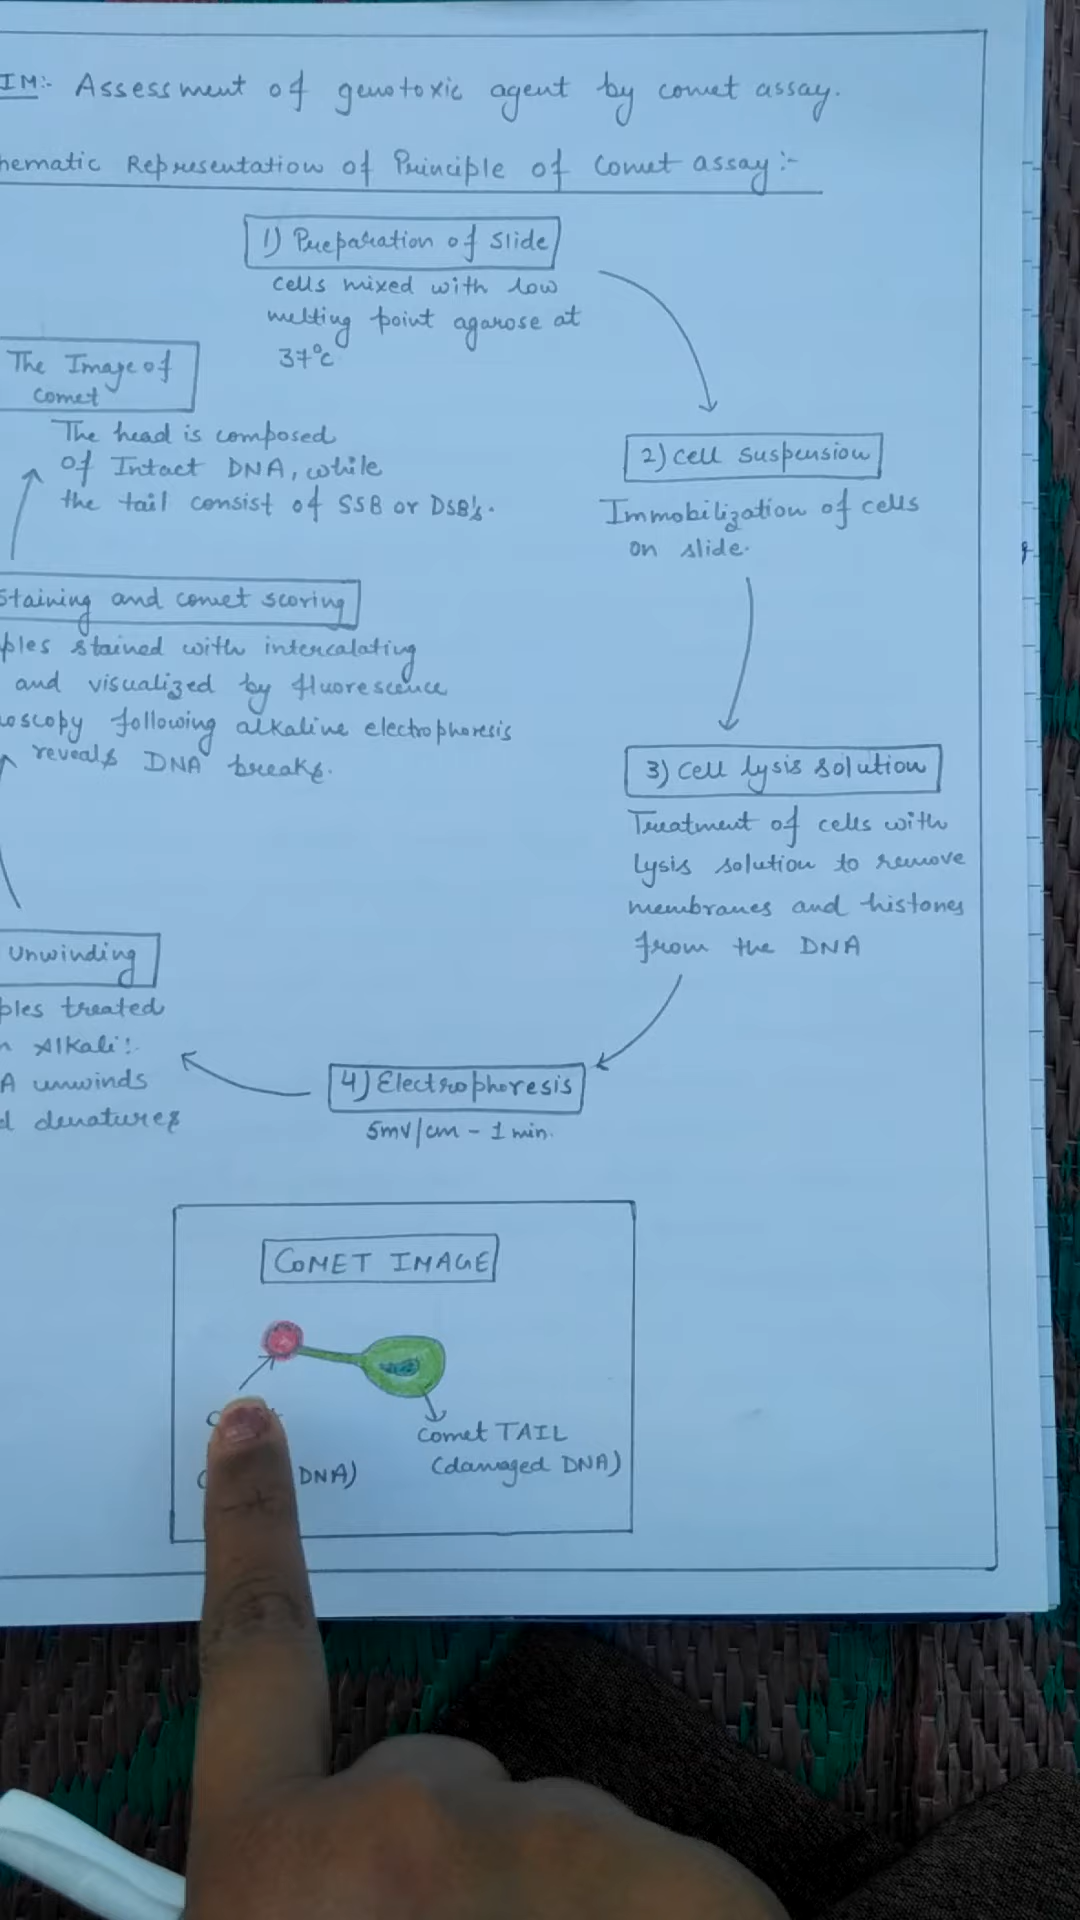 IM:- Assessment of genotoxic agent by comet assay.
hematic Representation of Principle of Comet assay:-
1) Preparation of slide
cells mixed with low
melting point agarose at
37°c
2) cell suspension
Immobilization of cells
on slide.
3) cell lysis solution
Treatment of cells with
lysis solution to remove
membranes and histones
from the DNA
4) Electrophoresis
5mv/cm - 1 min.
Unwinding
ples treated
Alkali:
A unwinds
d denatures
Staining and comet scoring
ples stained with intercalating
and visualized by fluorescence
oscopy following alkaline electrophoresis
reveals DNA breaks.
The Image of
comet
The head is composed
of Intact DNA, while
the tail consist of SSB or DSB's.
COMET IMAGE
DNA)
Comet TAIL
(damaged DNA)